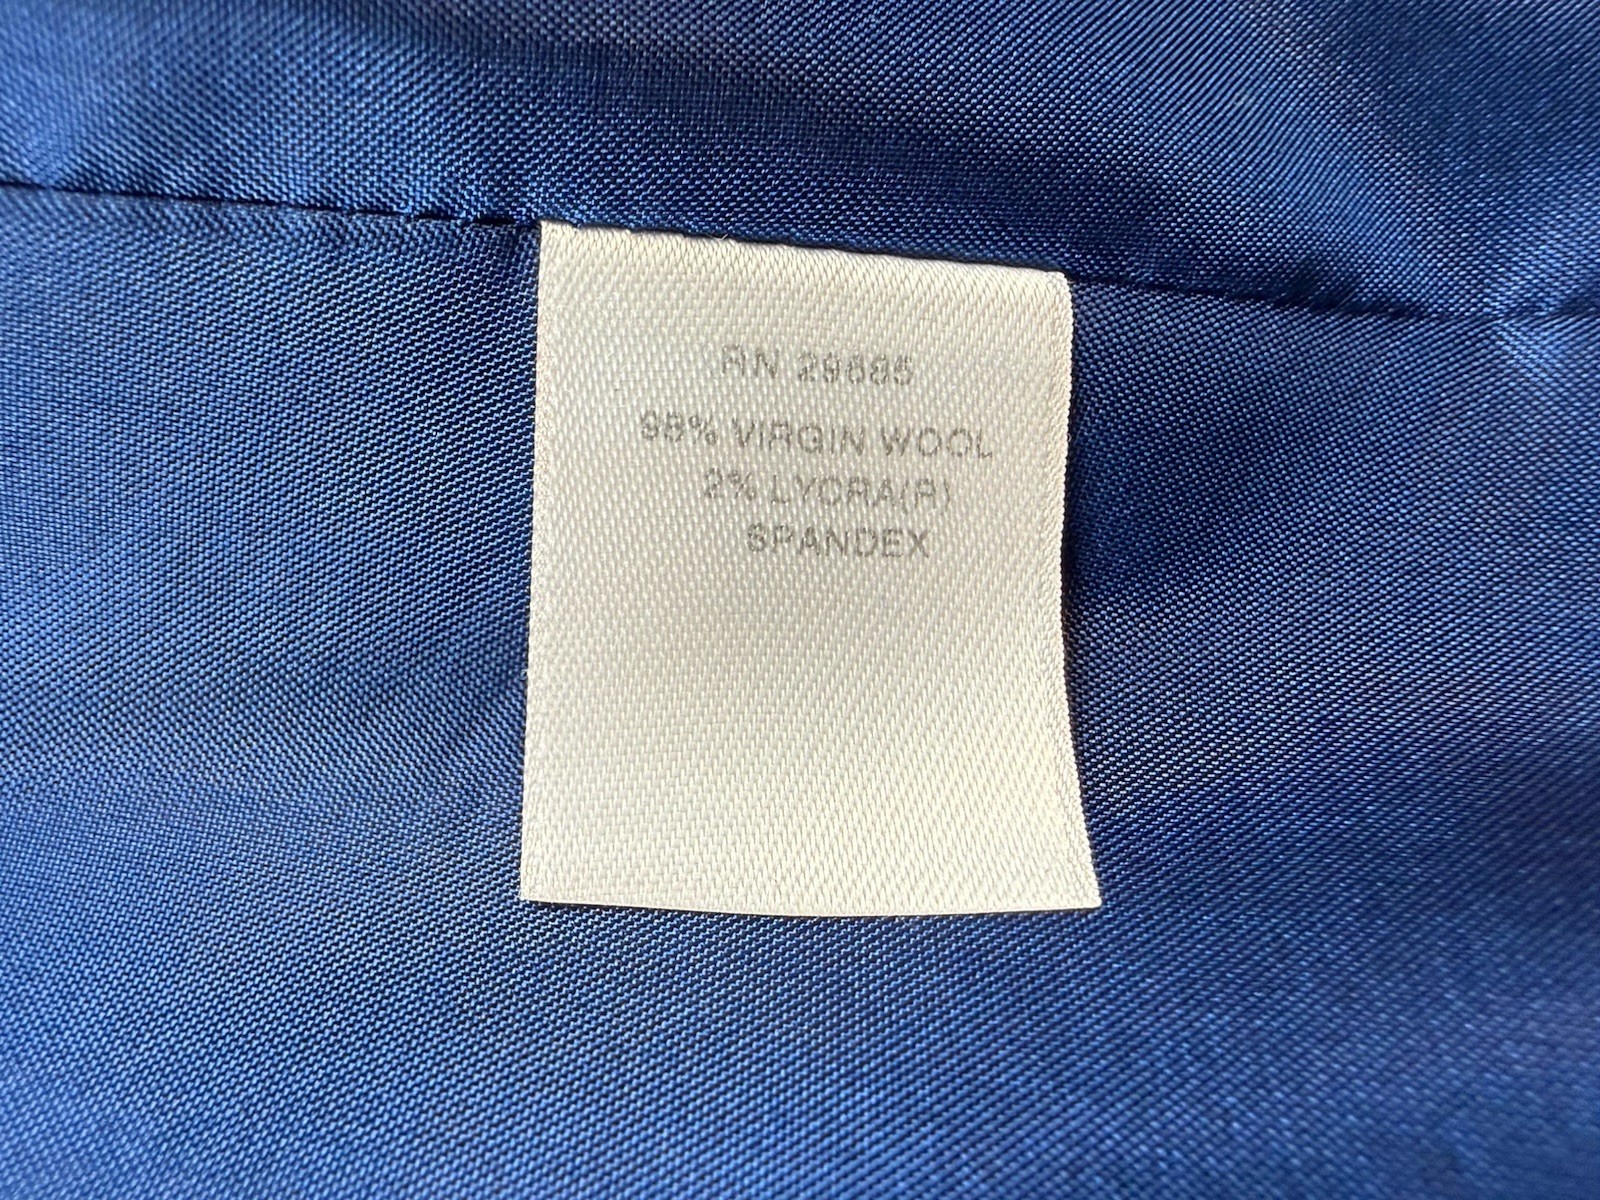 RN 29685
98% VIRGIN WOOL
2% LYCRA(R)
SPANDEX